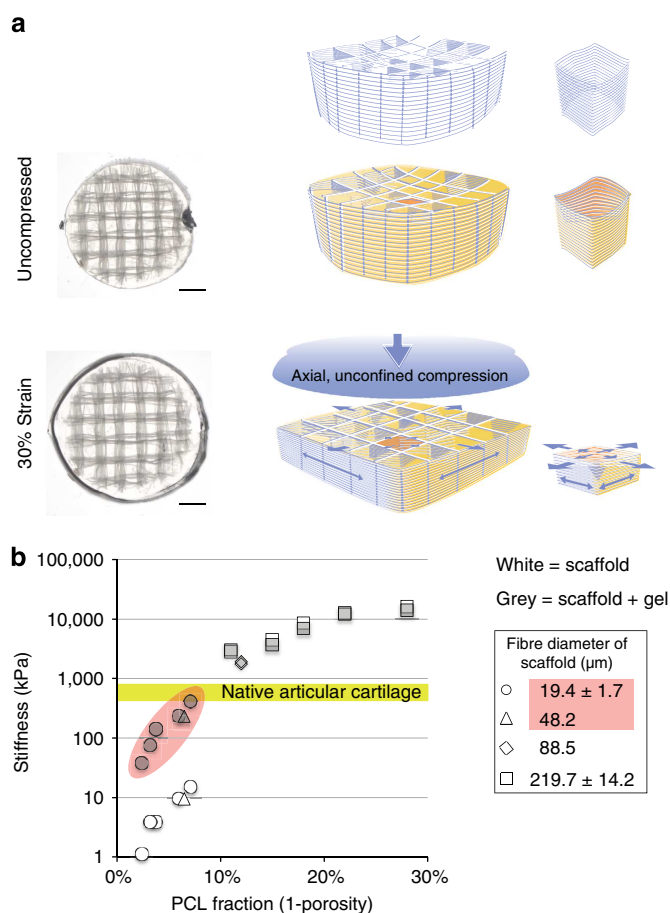 a
Uncompressed
30% Strain
Axial, unconfined compression
b
100,000
10,000
1,000
100
10
1
Stiffness (kPa)
Native articular cartilage
0%
10%
20%
30%
PCL fraction (1-porosity)
White = scaffold
Grey = scaffold + gel
Fibre diameter of
scaffold (µm)
19.4 ± 1.7
48.2
88.5
219.7 ± 14.2